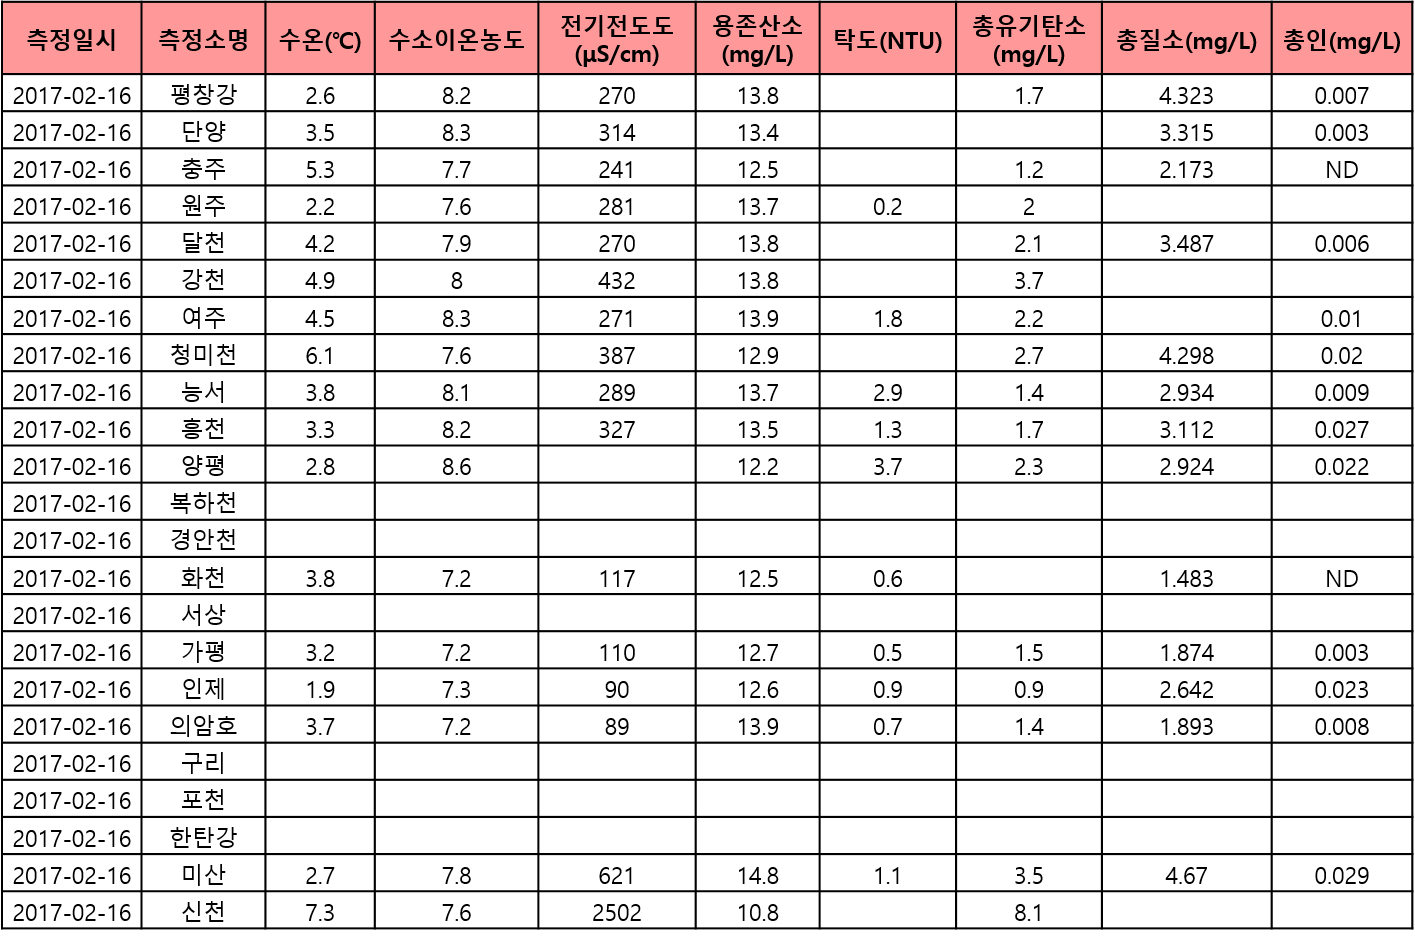 측정일시 측정소명 수온(℃) 수소이온농도 전기전도도 (μS/cm) 용존산소 (mg/L) 탁도(NTU) 총유기탄소 (mg/L) 총질소(mg/L) 총인(mg/L)
2017-02-16 평창강 2.6 8.2 270 13.8 1.7 4.323 0.007
2017-02-16 단양 3.5 8.3 314 13.4 3.315 0.003
2017-02-16 충주 5.3 7.7 241 12.5 1.2 2.173 ND
2017-02-16 원주 2.2 7.6 281 13.7 0.2 2
2017-02-16 달천 4.2 7.9 270 13.8 2.1 3.487 0.006
2017-02-16 강천 4.9 8 432 13.8 3.7
2017-02-16 여주 4.5 8.3 271 13.9 1.8 2.2 0.01
2017-02-16 청미천 6.1 7.6 387 12.9 2.7 4.298 0.02
2017-02-16 능서 3.8 8.1 289 13.7 2.9 1.4 2.934 0.009
2017-02-16 흥천 3.3 8.2 327 13.5 1.3 1.7 3.112 0.027
2017-02-16 양평 2.8 8.6 12.2 3.7 2.3 2.924 0.022
2017-02-16 복하천
2017-02-16 경안천
2017-02-16 화천 3.8 7.2 117 12.5 0.6 1.483 ND
2017-02-16 서상
2017-02-16 가평 3.2 7.2 110 12.7 0.5 1.5 1.874 0.003
2017-02-16 인제 1.9 7.3 90 12.6 0.9 0.9 2.642 0.023
2017-02-16 의암호 3.7 7.2 89 13.9 0.7 1.4 1.893 0.008
2017-02-16 구리
2017-02-16 포천
2017-02-16 한탄강
2017-02-16 미산 2.7 7.8 621 14.8 1.1 3.5 4.67 0.029
2017-02-16 신천 7.3 7.6 2502 10.8 8.1